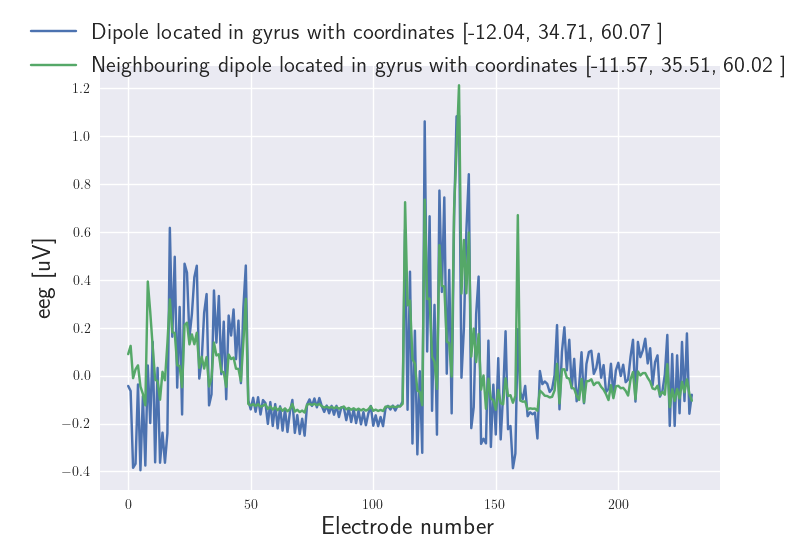 Dipole located in gyrus with coordinates [-12.04, 34.71, 60.07 ]
Neighbouring dipole located in gyrus with coordinates [-11.57, 35.51, 60.02 ]
1.2
1.0
0.8
0.6
0.4
0.2
0.0
−0.2
−0.4
eeg [uV]
0 50 100 150 200
Electrode number